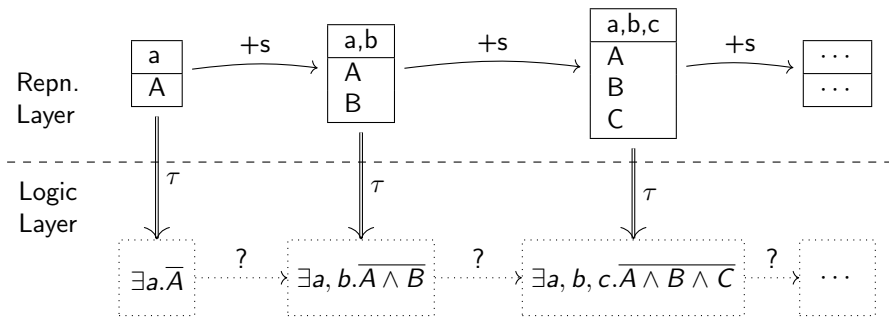 a
A
+s
a,b
A
B
+s
a,b,c
A
B
C
+s
⋯
⋯
Repn.
Layer
τ
τ
τ
Logic
Layer
∃a.A̅
?
∃a, b.A̅ ̅∧̅ ̅B̅
?
∃a, b, c.A̅ ̅∧̅ ̅B̅ ̅∧̅ ̅C̅
?
⋯